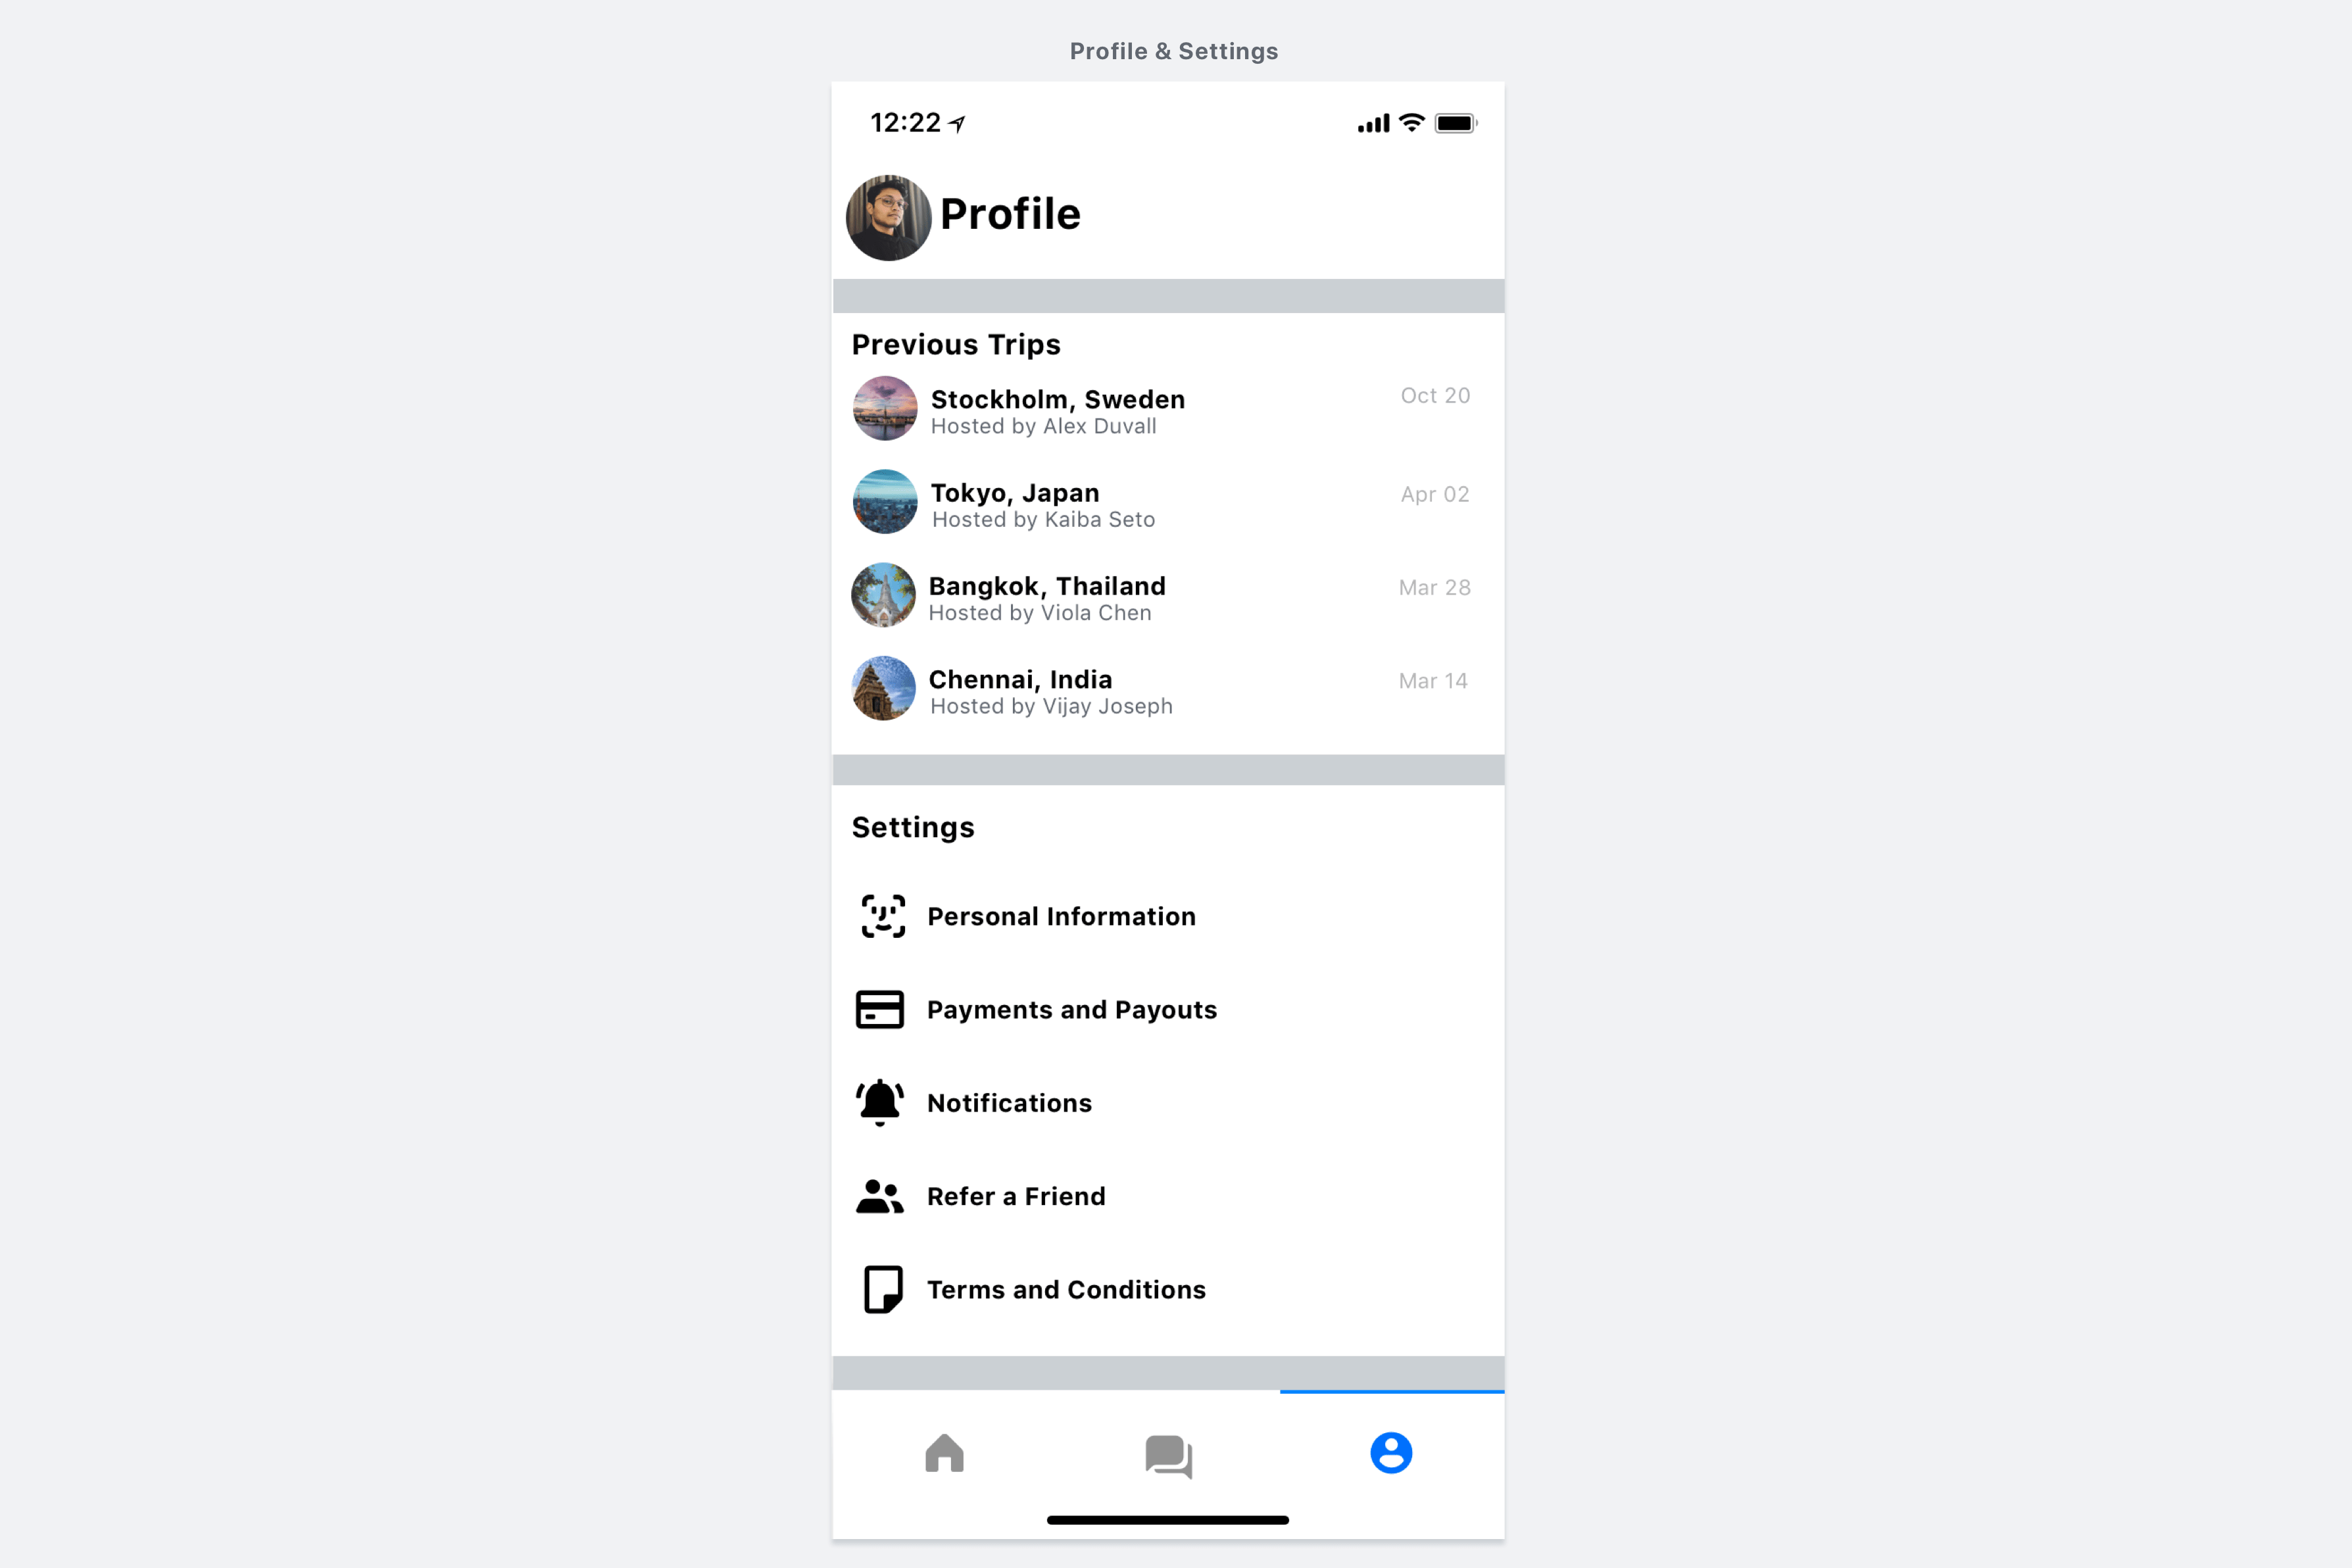 Profile & Settings
12:22
Profile
Previous Trips
Stockholm, Sweden
Oct 20
Hosted by Alex Duvall
Tokyo, Japan
Apr 02
Hosted by Kaiba Seto
Bangkok, Thailand
Mar 28
Hosted by Viola Chen
Chennai, India
Mar 14
Hosted by Vijay Joseph
Settings
Personal Information
Payments and Payouts
Notifications
Refer a Friend
Terms and Conditions